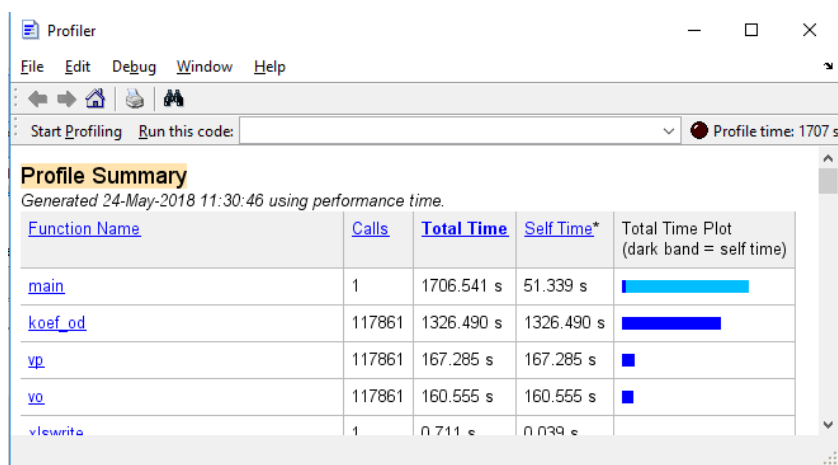 Profiler
File Edit Debug Window Help
Start Profiling Run this code: Profile time: 1707 s
Profile Summary
Generated 24-May-2018 11:30:46 using performance time.
Function Name Calls Total Time Self Time* Total Time Plot
(dark band = self time)
main 1 1706.541 s 51.339 s
koef_od 117861 1326.490 s 1326.490 s
vp 117861 167.285 s 167.285 s
vo 117861 160.555 s 160.555 s
xlswrite 1 0.711 s 0.039 s